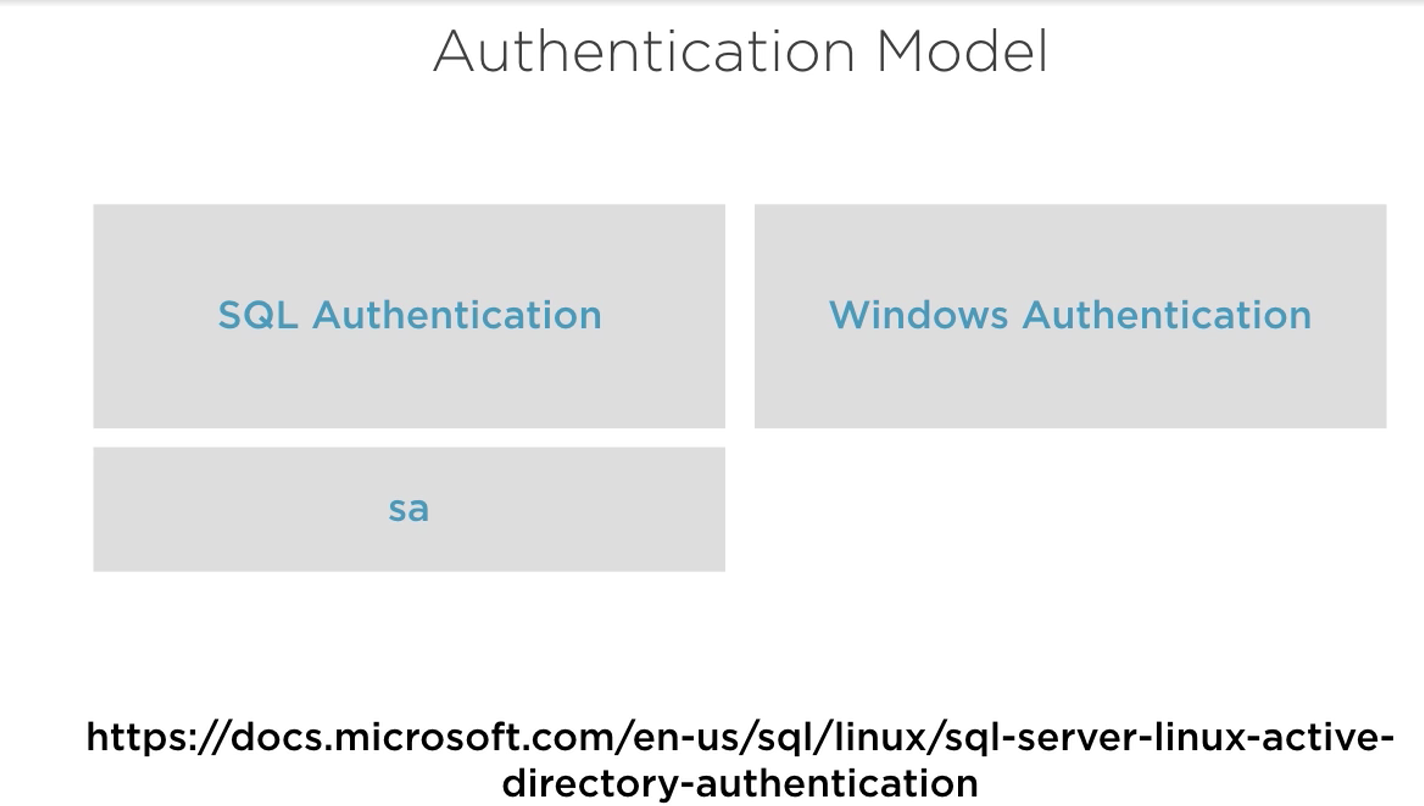 Authentication Model
SQL Authentication
Windows Authentication
sa
https://docs.microsoft.com/en-us/sql/linux/sql-server-linux-active-
directory-authentication